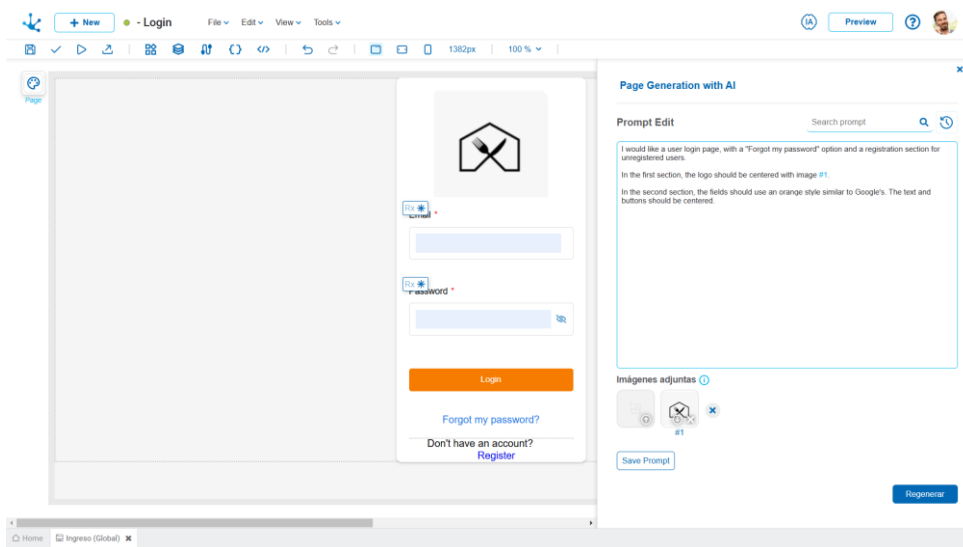 + New
- Login
File
Edit
View
Tools
IA
Preview
?
1382px
100 %
Page
Page Generation with AI
Prompt Edit
Search prompt
I would like a user login page, with a "Forgot my password" option and a registration section for
unregistered users.
In the first section, the logo should be centered with image #1.
In the second section, the fields should use an orange style similar to Google's. The text and
buttons should be centered.
Rx
Email *
Rx
Password *
Login
Forgot my password?
Don't have an account?
Register
Imágenes adjuntas
#1
Save Prompt
Regenerar
Home
Ingreso (Global)